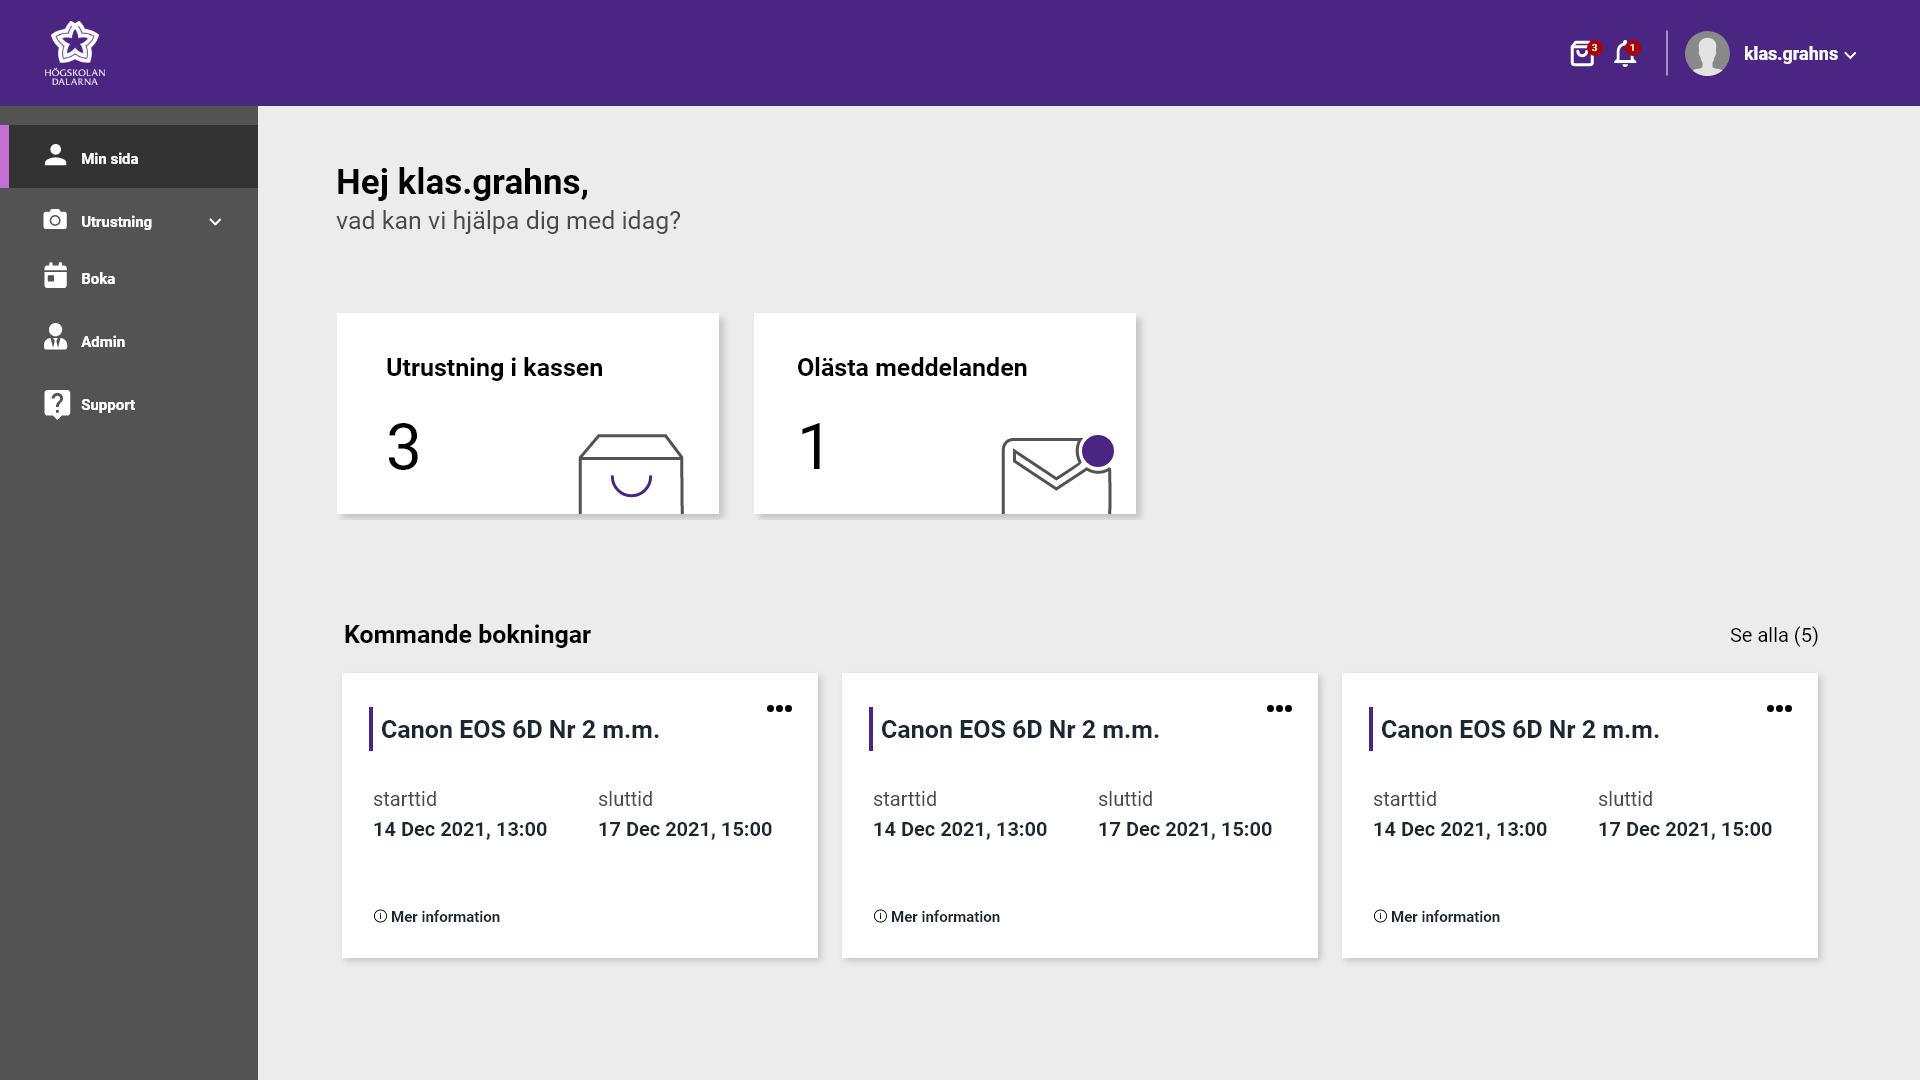 HÖGSKOLAN
DALARNA
3
1
klas.grahns
Min sida
Utrustning
Boka
Admin
Support
Hej klas.grahns,
vad kan vi hjälpa dig med idag?
Utrustning i kassen
3
Olästa meddelanden
1
Kommande bokningar
Se alla (5)
Canon EOS 6D Nr 2 m.m.
starttid
14 Dec 2021, 13:00
sluttid
17 Dec 2021, 15:00
Mer information
Canon EOS 6D Nr 2 m.m.
starttid
14 Dec 2021, 13:00
sluttid
17 Dec 2021, 15:00
Mer information
Canon EOS 6D Nr 2 m.m.
starttid
14 Dec 2021, 13:00
sluttid
17 Dec 2021, 15:00
Mer information